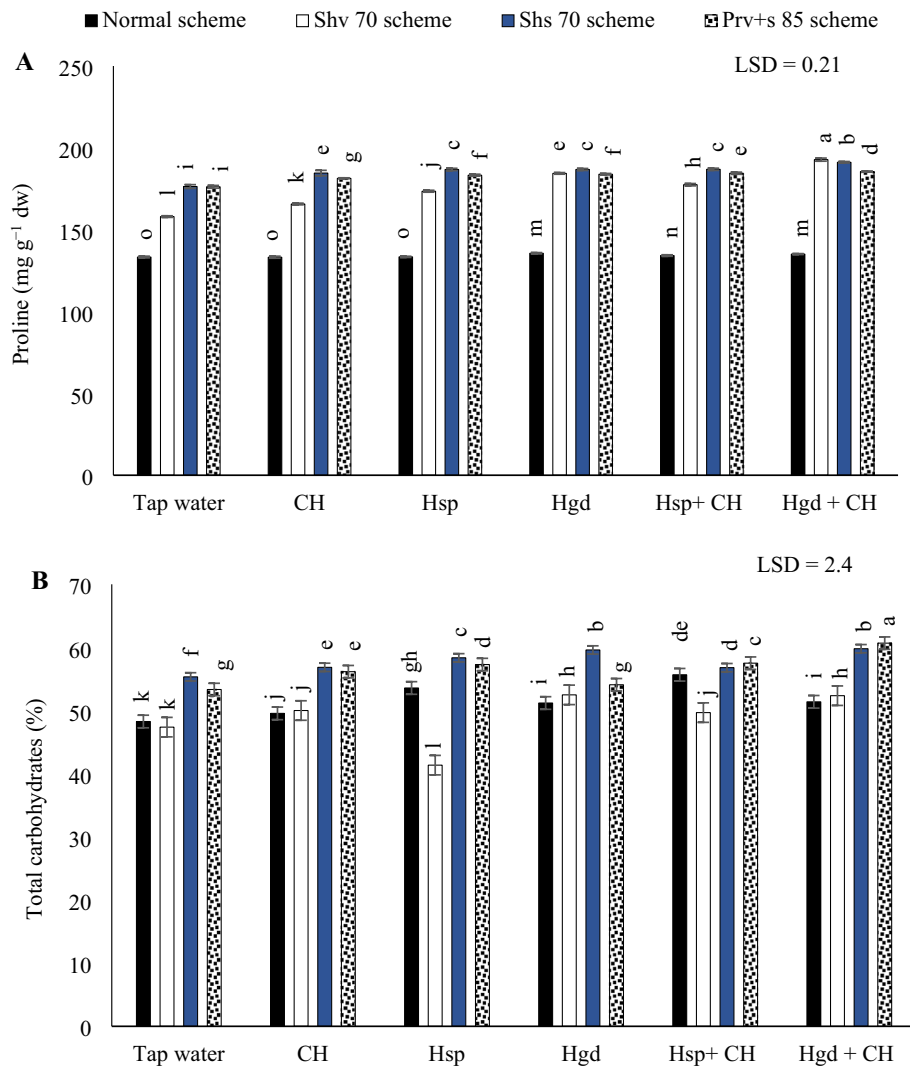 Normal scheme Shv 70 scheme Shs 70 scheme Prv+s 85 scheme
A
LSD = 0.21
Proline (mg g⁻¹ dw)
250
200
150
100
50
0
o l i i o k e g o j c f m e c f n h c e m a b d
Tap water CH Hsp Hgd Hsp+ CH Hgd + CH
B
LSD = 2.4
Total carbohydrates (%)
70
60
50
40
30
20
10
0
k k f g j j e e gh l c d i h b g de j d c i h b a
Tap water CH Hsp Hgd Hsp+ CH Hgd + CH